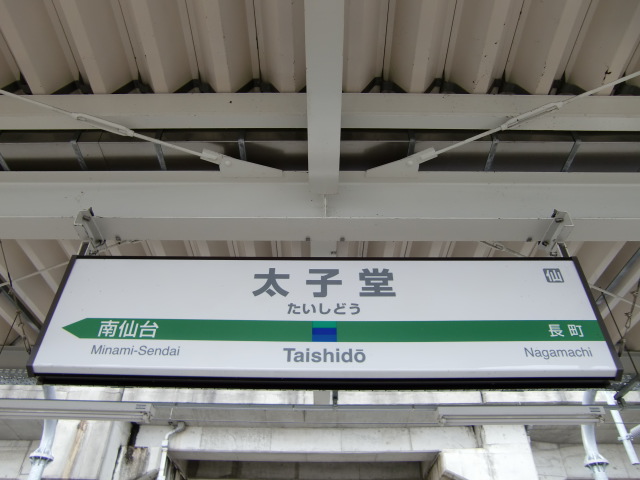 太子堂
仙
たいしどう
南仙台
長町
Minami-Sendai
Taishidō
Nagamachi